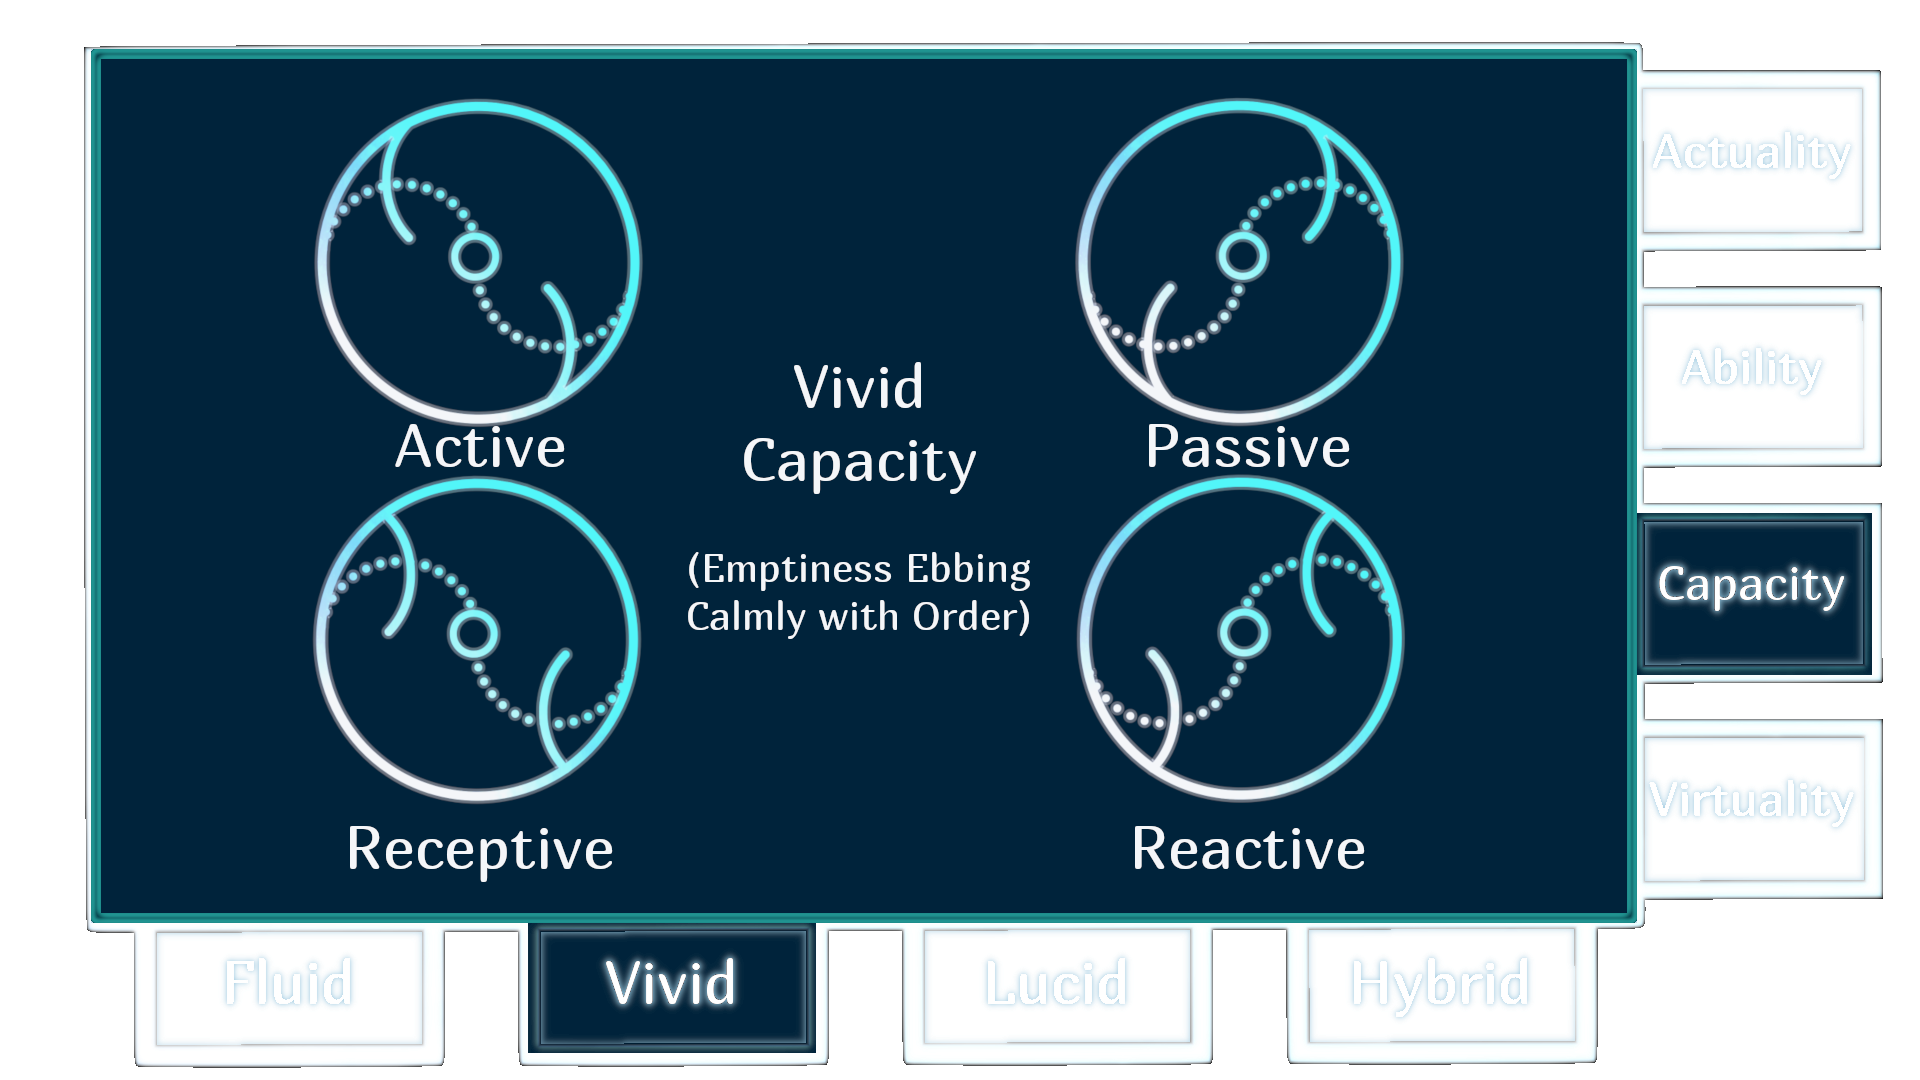 Active
Passive
Vivid
Capacity
(Emptiness Ebbing
Calmly with Order)
Receptive
Reactive
Actuality
Ability
Capacity
Virtuality
Fluid
Vivid
Lucid
Hybrid